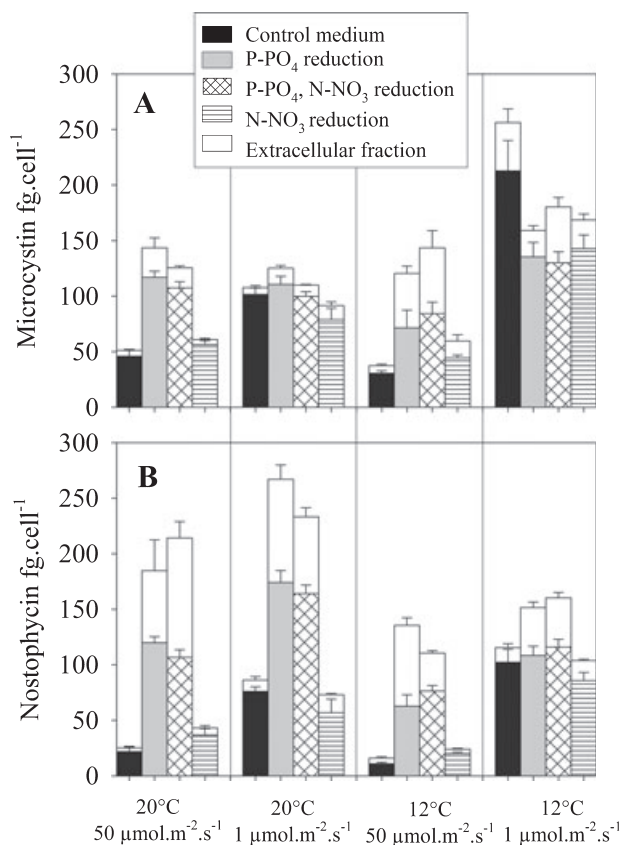 Control medium
P-PO4 reduction
P-PO4, N-NO3 reduction
N-NO3 reduction
Extracellular fraction
A
Microcystin fg.cell-1
300
250
200
150
100
50
0
B
Nostophycin fg.cell-1
300
250
200
150
100
50
0
20°C 20°C 12°C 12°C
50 µmol.m-2.s-1 1 µmol.m-2.s-1 50 µmol.m-2.s-1 1 µmol.m-2.s-1